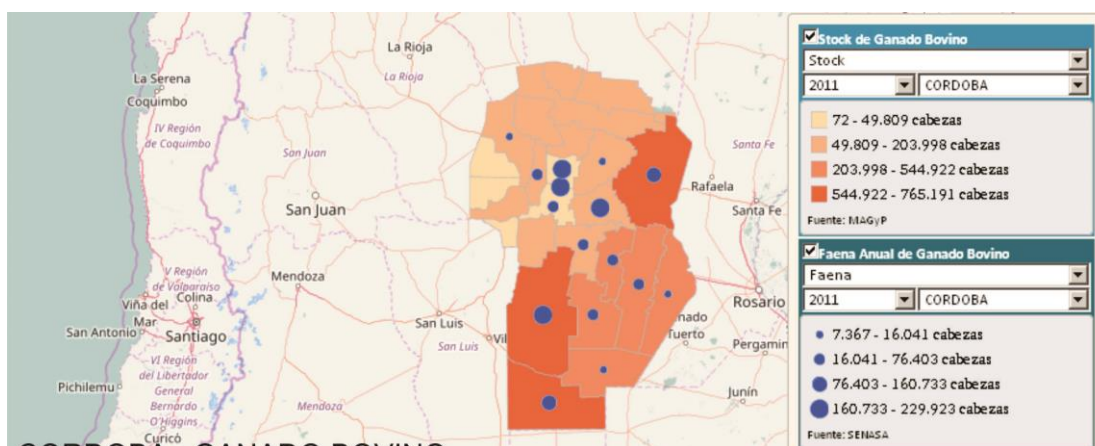 La Rioja
La Rioja
La Serena
Coquimbo
IV Región
de Coquimbo
San Juan
San Juan
Santa Fe
Rafaela
Santa Fe
V Región
de Valparaíso
Mendoza
Colina
Viña del
Mar
San Antonio
Santiago
San Luis
San Luis
Rosario
Tuerto
Pergamin
VI Región
del Libertador
General
Bernardo
O'Higgins
Pichilemu
Mendoza
Junín
Curicó
CORDOBA - GANADO BOVINO
Stock de Ganado Bovino
Stock
2011 CORDOBA
72 - 49.809 cabezas
49.809 - 203.998 cabezas
203.998 - 544.922 cabezas
544.922 - 765.191 cabezas
Fuente: MAGyP
Faena Anual de Ganado Bovino
Faena
2011 CORDOBA
7.367 - 16.041 cabezas
16.041 - 76.403 cabezas
76.403 - 160.733 cabezas
160.733 - 229.923 cabezas
Fuente: SENASA